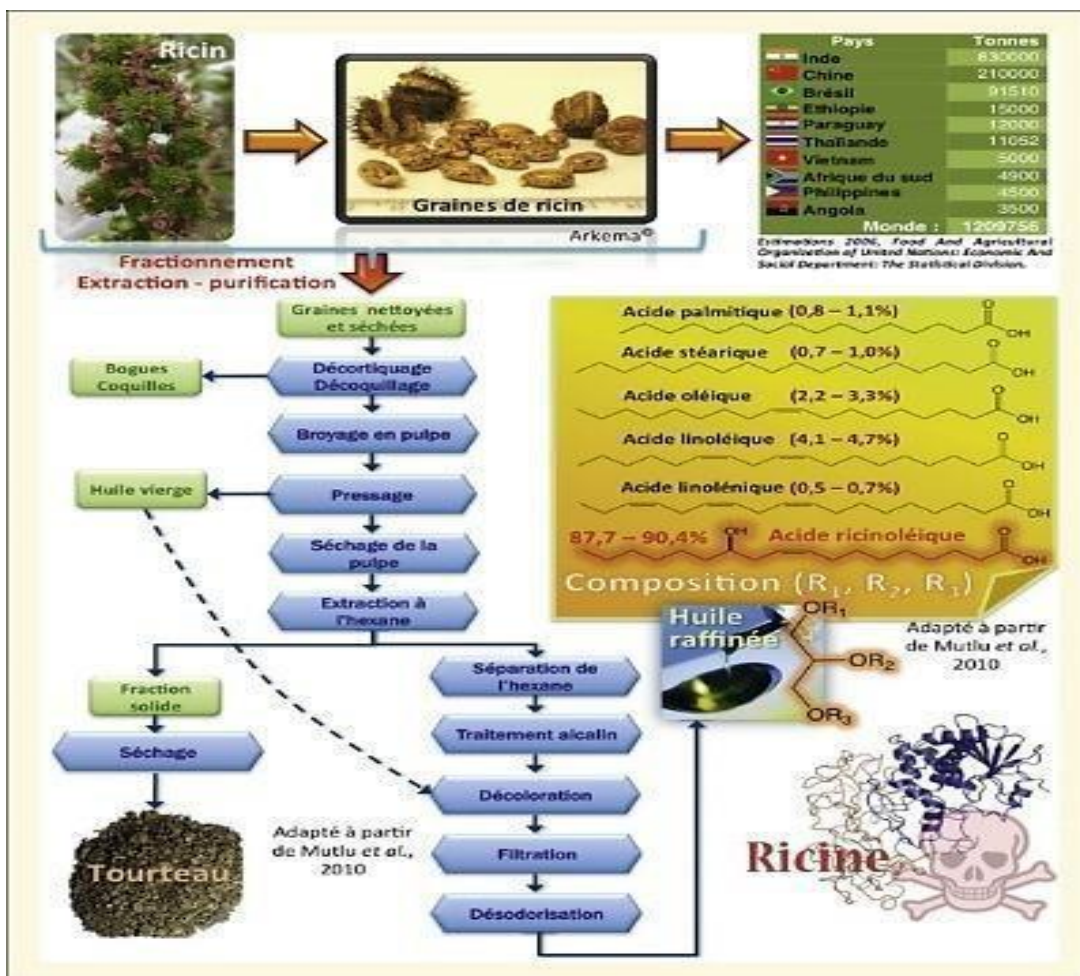 Ricin
Graines de ricin
Arkema©
Pays Tonnes
Inde 830000
Chine 210000
Brésil 91510
Ethiopie 15000
Paraguay 12000
Thaïlande 11052
Vietnam 5000
Afrique du sud 4900
Philippines 4500
Angola 3500
Monde : 1209756
Estimations 2006, Food And Agricultural
Organization of United Nations: Economic And
Social Department: The Statistical Division.
Fractionnement
Extraction - purification
Graines nettoyées
et séchées
Bogues
Coquilles
Décortiquage
Décoquillage
Broyage en pulpe
Huile vierge
Pressage
Séchage de la
pulpe
Extraction à
l'hexane
Fraction
solide
Séchage
Tourteau
Adapté à partir
de Mutlu et al.,
2010
Séparation de
l'hexane
Traitement alcalin
Décoloration
Filtration
Désodorisation
Acide palmitique (0,8 – 1,1%)
O
OH
Acide stéarique (0,7 – 1,0%)
O
OH
Acide oléique (2,2 – 3,3%)
O
OH
Acide linoléique (4,1 – 4,7%)
O
OH
Acide linolénique (0,5 – 0,7%)
O
OH
87,7 – 90,4% OH Acide ricinoléique
O
OH
Composition (R1, R2, R3)
Huile
raffinée
OR1
OR2
OR3
Adapté à partir
de Mutlu et al.,
2010
Ricine